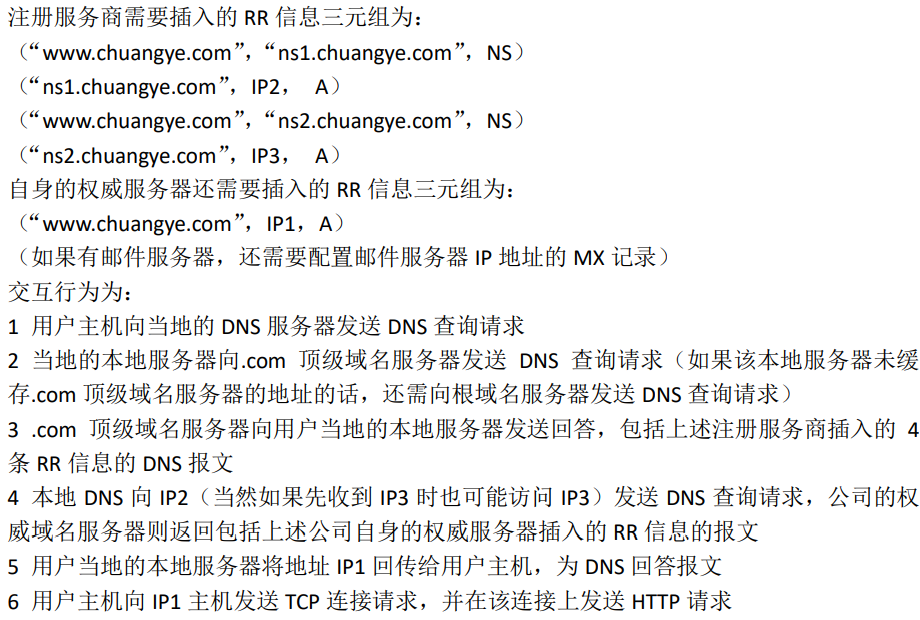 注册服务商需要插入的 RR 信息三元组为：
（“www.chuangye.com”，“ns1.chuangye.com”，NS）
（“ns1.chuangye.com”，IP2， A）
（“www.chuangye.com”，“ns2.chuangye.com”，NS）
（“ns2.chuangye.com”，IP3， A）
自身的权威服务器还需要插入的 RR 信息三元组为：
（“www.chuangye.com”，IP1，A）
（如果有邮件服务器，还需要配置邮件服务器 IP 地址的 MX 记录）
交互行为为：
1 用户主机向当地的 DNS 服务器发送 DNS 查询请求
2 当地的本地服务器向.com 顶级域名服务器发送 DNS 查询请求（如果该本地服务器未缓
存.com 顶级域名服务器的地址的话，还需向根域名服务器发送 DNS 查询请求）
3 .com 顶级域名服务器向用户当地的本地服务器发送回答，包括上述注册服务商插入的 4
条 RR 信息的 DNS 报文
4 本地 DNS 向 IP2（当然如果先收到 IP3 时也可能访问 IP3）发送 DNS 查询请求，公司的权
威域名服务器则返回包括上述公司自身的权威服务器插入的 RR 信息的报文
5 用户当地的本地服务器将地址 IP1 回传给用户主机，为 DNS 回答报文
6 用户主机向 IP1 主机发送 TCP 连接请求，并在该连接上发送 HTTP 请求